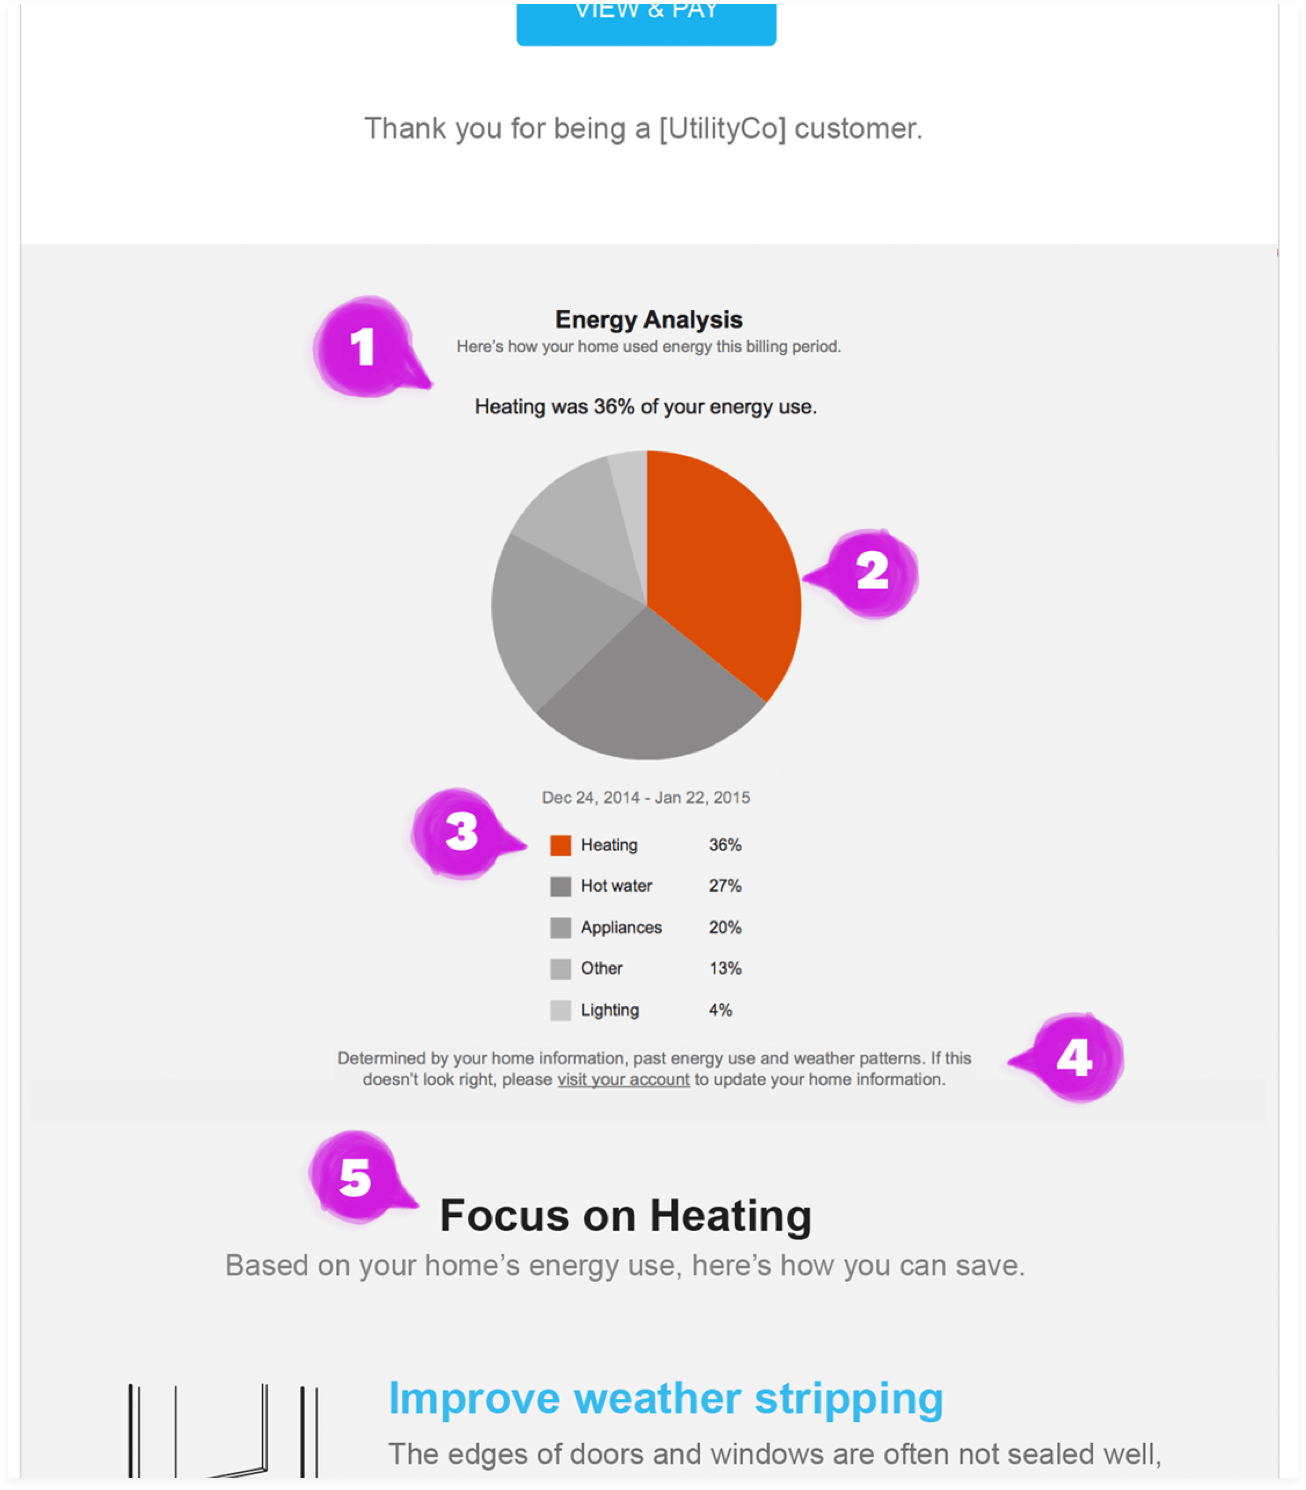 VIEW & PAY
Thank you for being a [UtilityCo] customer.
1
Energy Analysis
Here's how your home used energy this billing period.
Heating was 36% of your energy use.
2
Dec 24, 2014 - Jan 22, 2015
3
Heating 36%
Hot water 27%
Appliances 20%
Other 13%
Lighting 4%
4
Determined by your home information, past energy use and weather patterns. If this
doesn't look right, please visit your account to update your home information.
5
Focus on Heating
Based on your home's energy use, here's how you can save.
Improve weather stripping
The edges of doors and windows are often not sealed well,